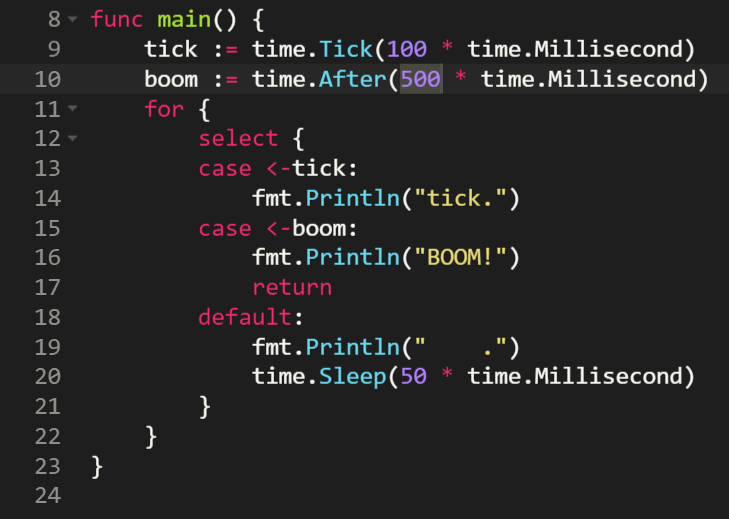 8 func main() {
9     tick := time.Tick(100 * time.Millisecond)
10     boom := time.After(500 * time.Millisecond)
11     for {
12         select {
13         case <-tick:
14             fmt.Println("tick.")
15         case <-boom:
16             fmt.Println("BOOM!")
17             return
18         default:
19             fmt.Println("    .")
20             time.Sleep(50 * time.Millisecond)
21         }
22     }
23 }
24